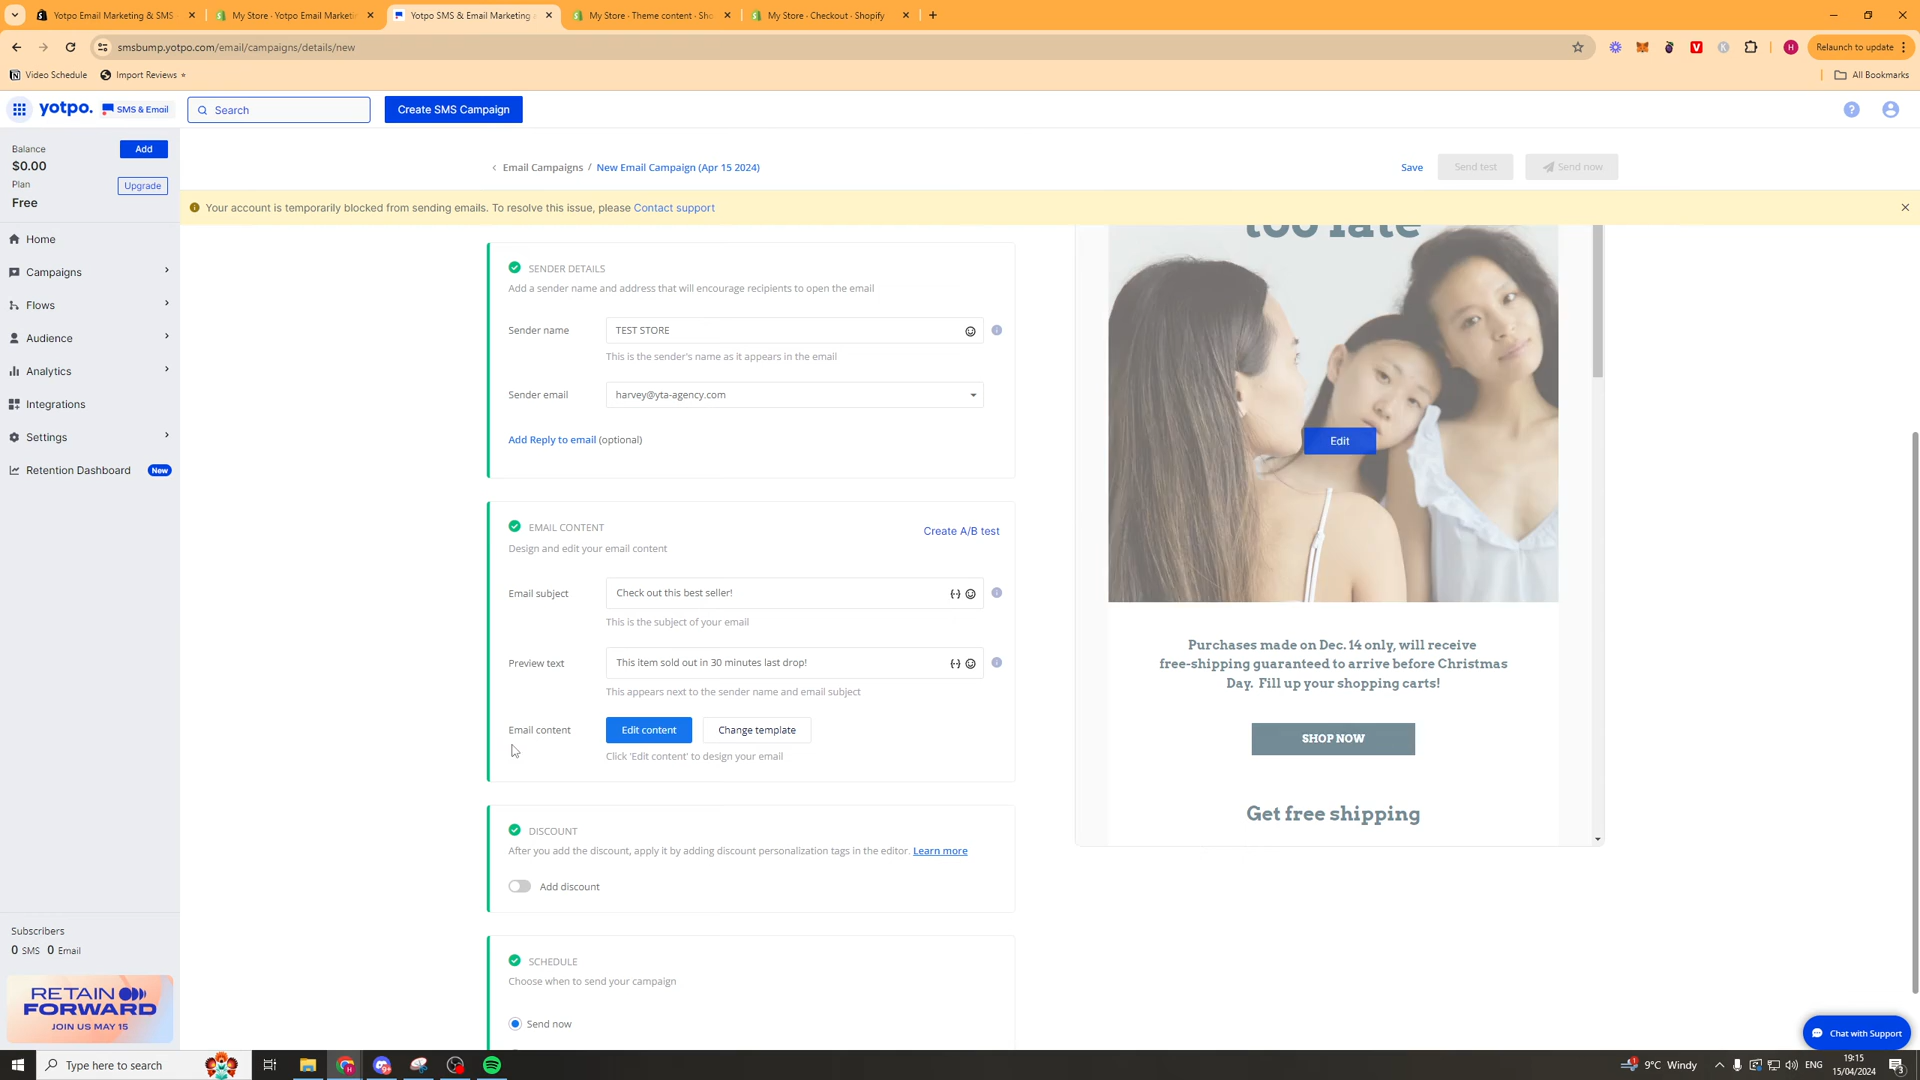 Yotpo Email Marketing & SMS
My Store · Yotpo Email Marketi
Yotpo SMS & Email Marketing
My Store · Theme content · Sho
My Store · Checkout · Shopify
smsbump.yotpo.com/email/campaigns/details/new
Relaunch to update
Video Schedule
Import Reviews
All Bookmarks
yotpo. SMS & Email
Search
Create SMS Campaign
Balance
Add
$0.00
Plan
Upgrade
Free
< Email Campaigns / New Email Campaign (Apr 15 2024)
Save
Send test
Send now
Your account is temporarily blocked from sending emails. To resolve this issue, please Contact support
Home
Campaigns
Flows
Audience
Analytics
Integrations
Settings
Retention Dashboard New
SENDER DETAILS
Add a sender name and address that will encourage recipients to open the email
Sender name
TEST STORE
This is the sender's name as it appears in the email
Sender email
harvey@yta-agency.com
Add Reply to email (optional)
EMAIL CONTENT
Create A/B test
Design and edit your email content
Email subject
Check out this best seller!
This is the subject of your email
Preview text
This item sold out in 30 minutes last drop!
This appears next to the sender name and email subject
Email content
Edit content
Change template
Click 'Edit content' to design your email
DISCOUNT
After you add the discount, apply it by adding discount personalization tags in the editor. Learn more
Add discount
SCHEDULE
Choose when to send your campaign
Send now
too late
Edit
Purchases made on Dec. 14 only, will receive
free-shipping guaranteed to arrive before Christmas
Day. Fill up your shopping carts!
SHOP NOW
Get free shipping
Subscribers
0 SMS 0 Email
RETAIN
FORWARD
JOIN US MAY 15
Chat with Support
Type here to search
9°C Windy
ENG
19:15
15/04/2024